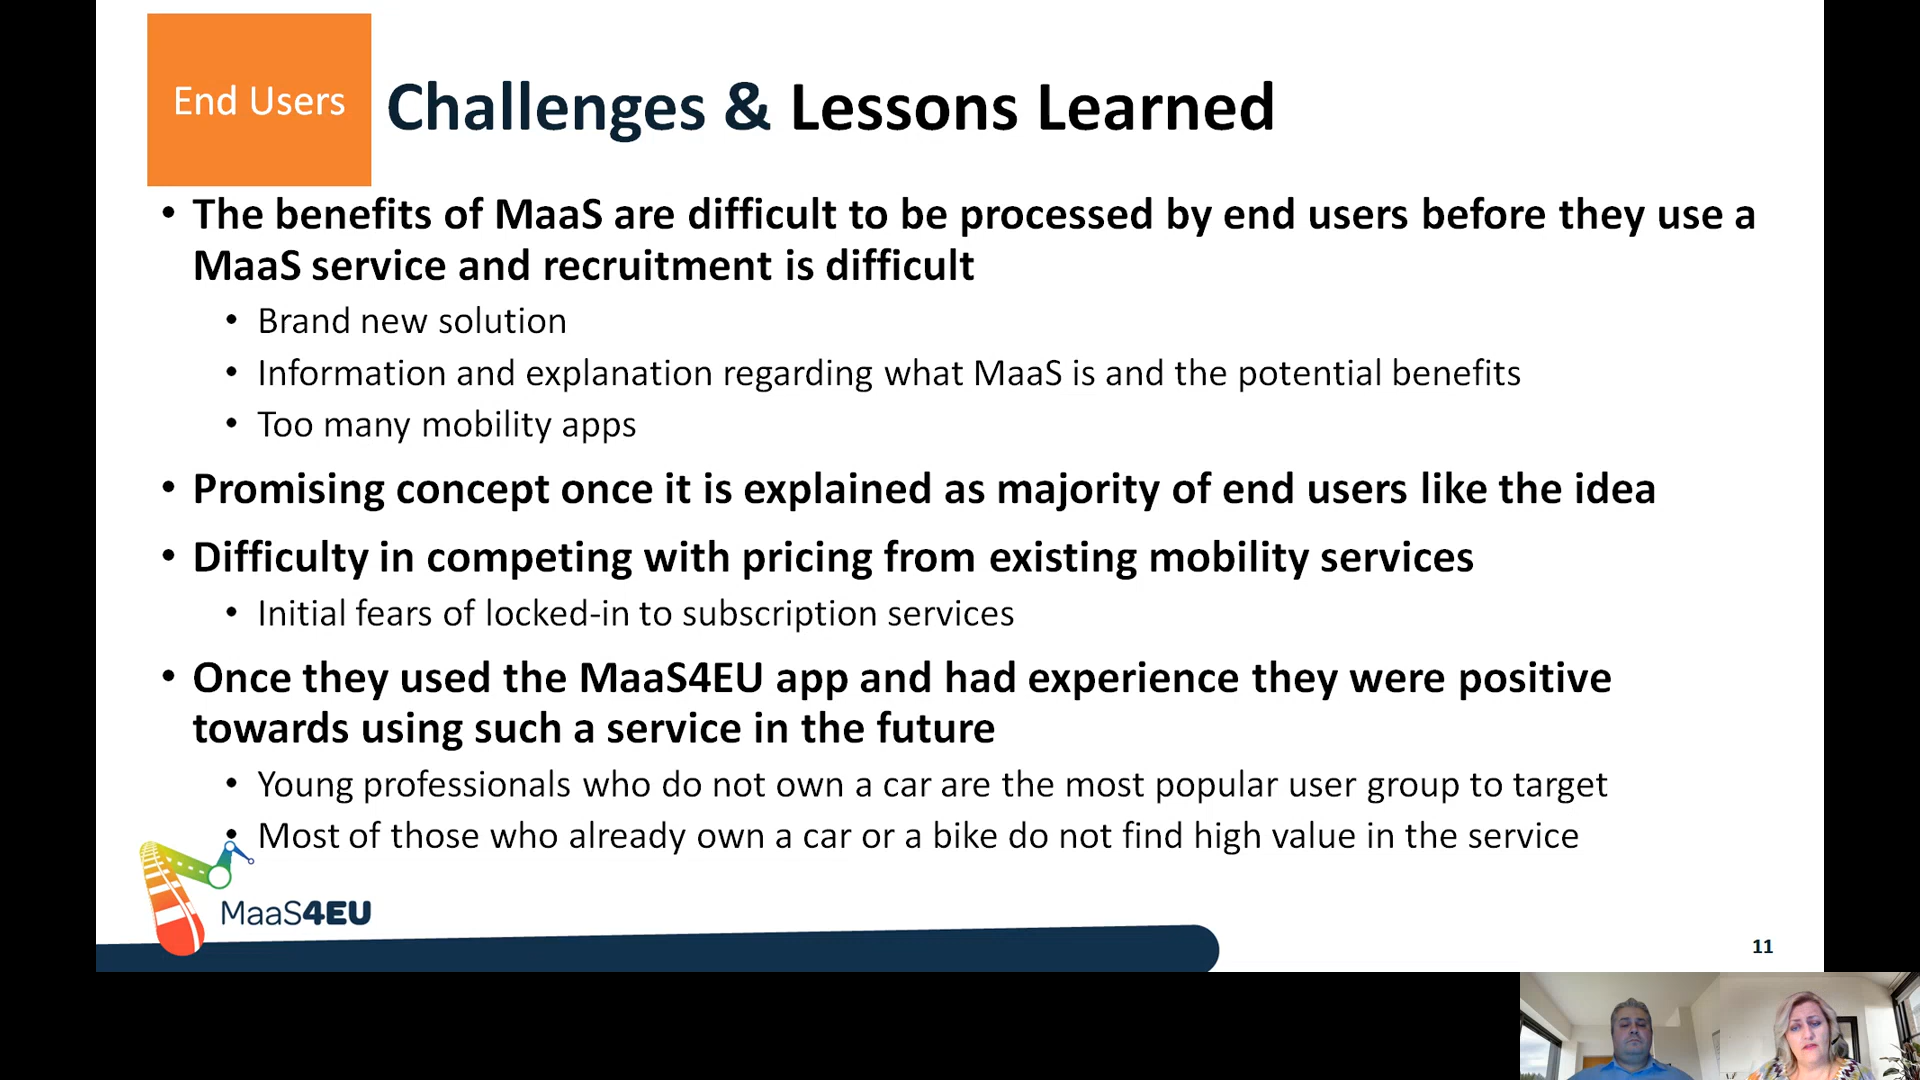 End Users
Challenges & Lessons Learned
• The benefits of MaaS are difficult to be processed by end users before they use a
MaaS service and recruitment is difficult
• Brand new solution
• Information and explanation regarding what MaaS is and the potential benefits
• Too many mobility apps
• Promising concept once it is explained as majority of end users like the idea
• Difficulty in competing with pricing from existing mobility services
• Initial fears of locked-in to subscription services
• Once they used the MaaS4EU app and had experience they were positive
towards using such a service in the future
• Young professionals who do not own a car are the most popular user group to target
• Most of those who already own a car or a bike do not find high value in the service
MaaS4EU
11